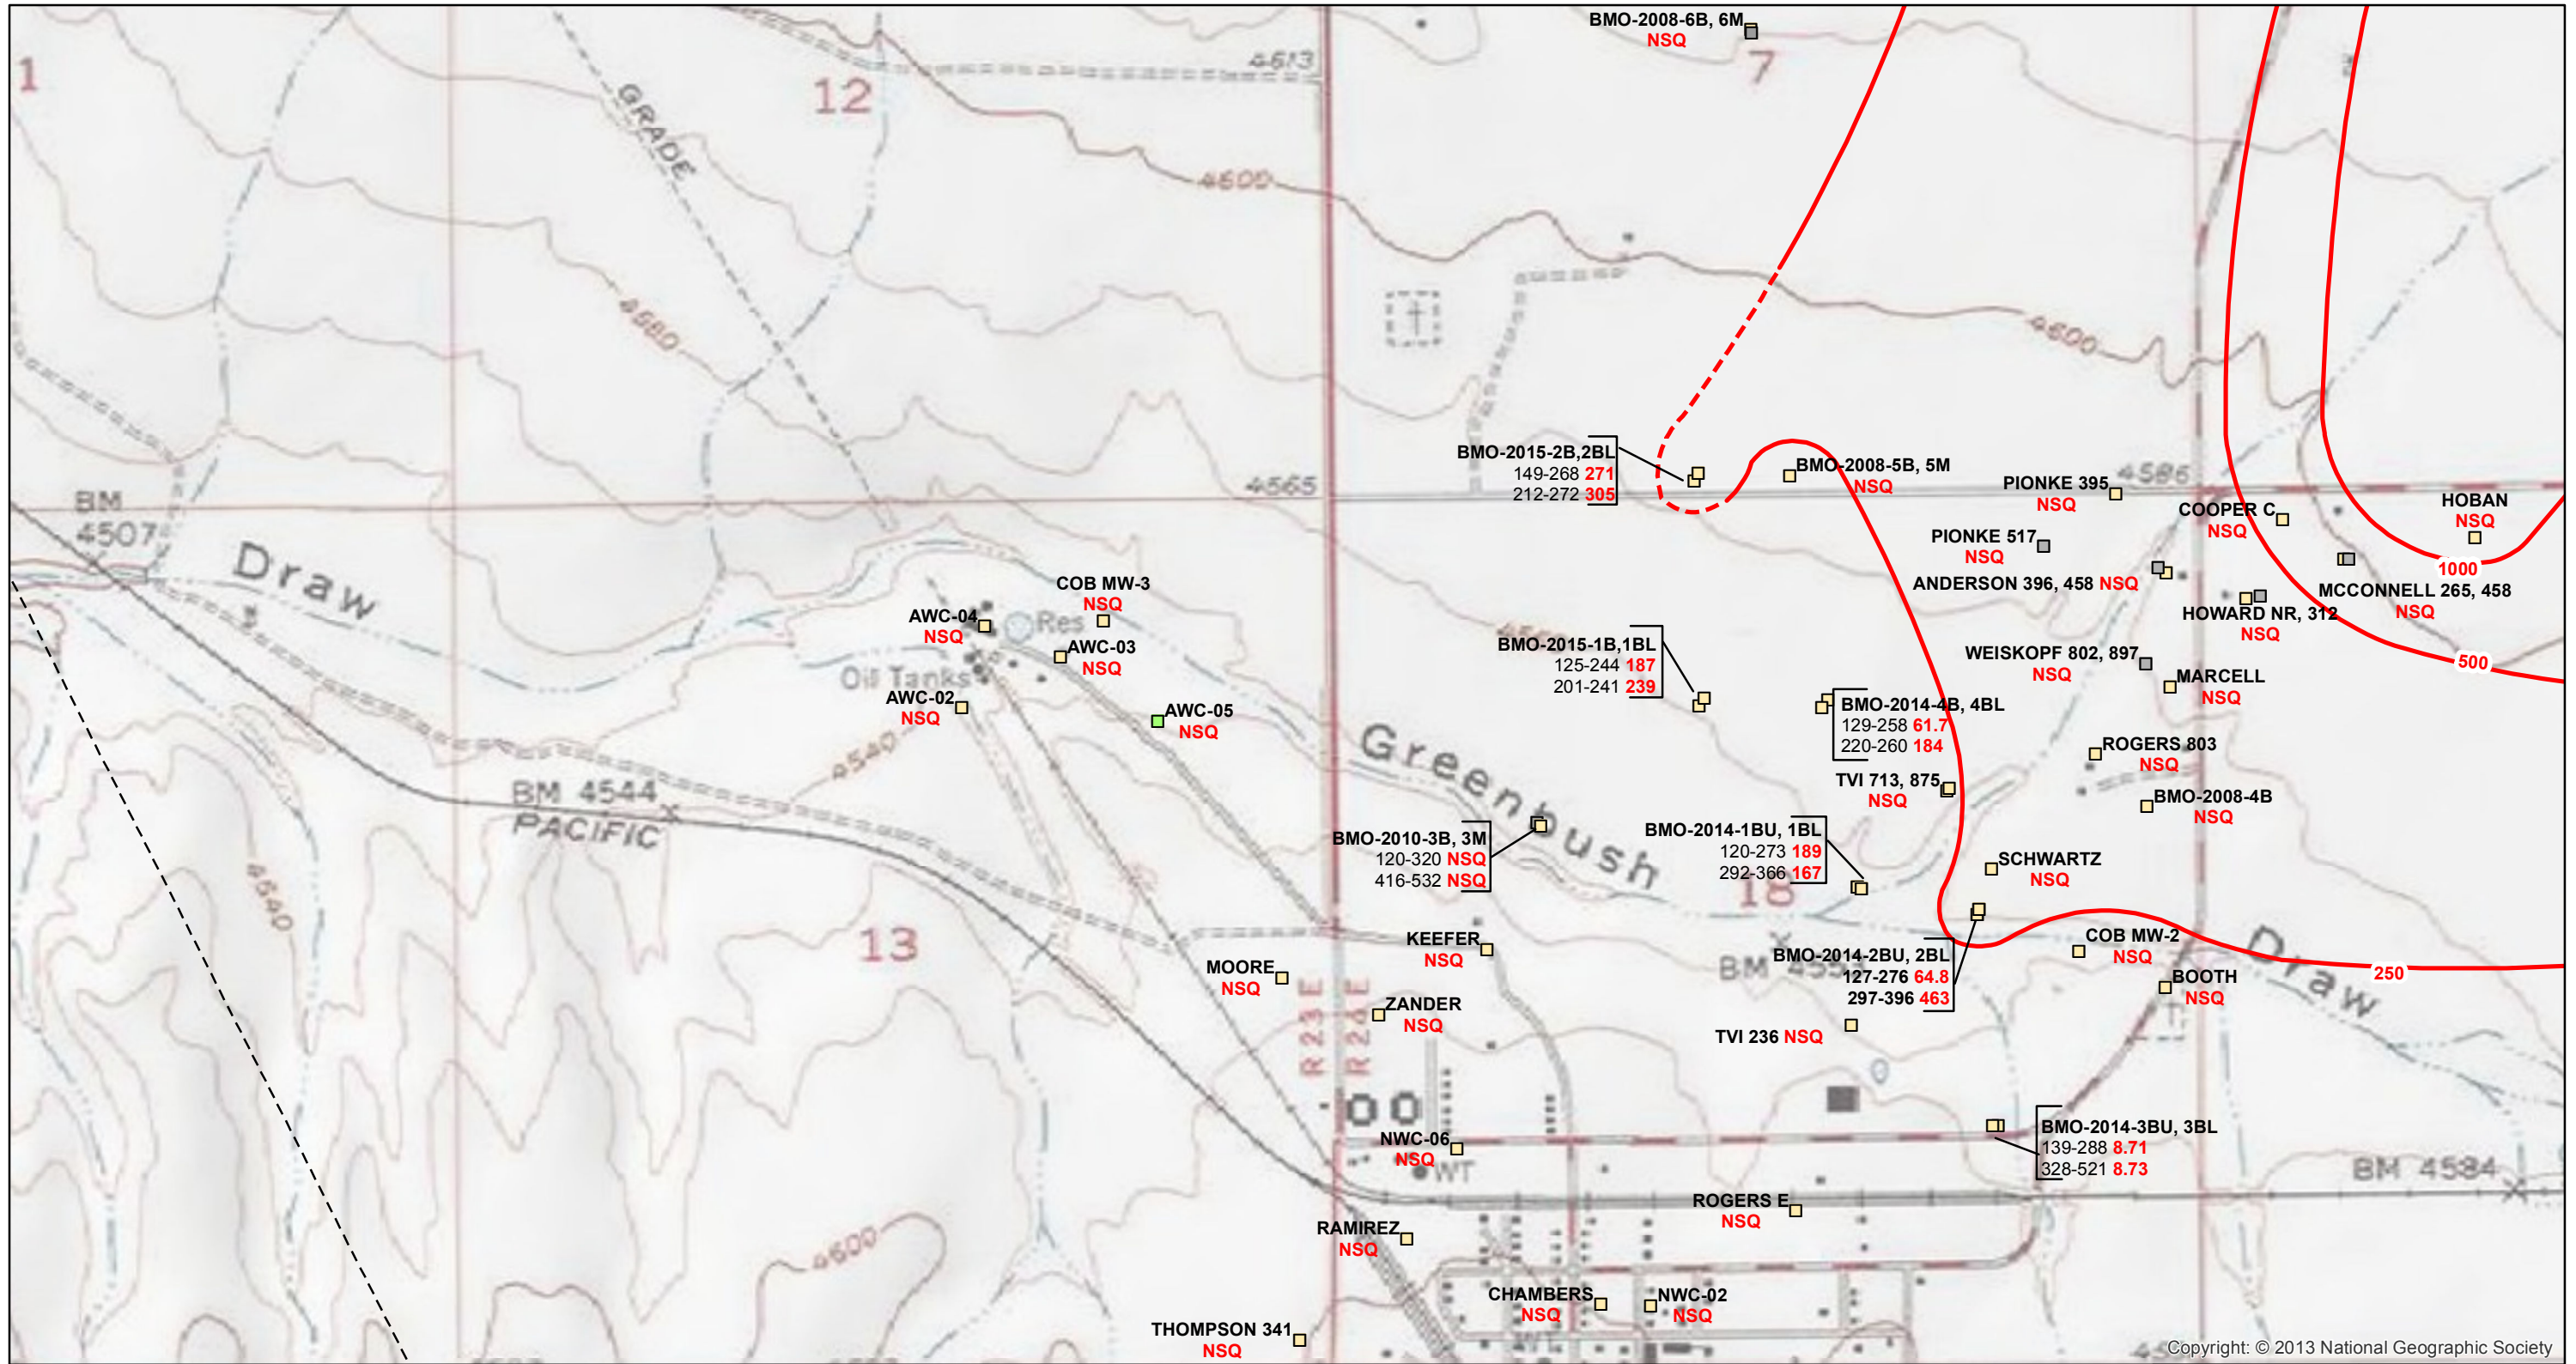 BMO-2008-6B, 6M
NSQ
1
12
7
4613
GRADE
4600
4580
4600
BMO-2015-2B,2BL
149-268 271
212-272 305
BMO-2008-5B, 5M
NSQ
PIONKE 395
NSQ
4586
COOPER C
NSQ
HOBAN
NSQ
4565
BM
4507
Draw
PIONKE 517
NSQ
1000
ANDERSON 396, 458 NSQ
MCCONNELL 265, 458
NSQ
HOWARD NR, 312
NSQ
COB MW-3
NSQ
AWC-04
NSQ
Res
AWC-03
NSQ
Oil Tanks
BMO-2015-1B,1BL
125-244 187
201-241 239
WEISKOPF 802, 897
NSQ
500
MARCELL
NSQ
AWC-02
NSQ
AWC-05
NSQ
BMO-2014-4B, 4BL
129-258 61.7
220-260 184
4540
Greenbush
ROGERS 803
NSQ
BM 4544
PACIFIC
TVI 713, 875
NSQ
BMO-2008-4B
NSQ
BMO-2010-3B, 3M
120-320 NSQ
416-532 NSQ
BMO-2014-1BU, 1BL
120-273 189
292-366 167
SCHWARTZ
NSQ
4540
18
13
KEEFER
NSQ
BMO-2014-2BU, 2BL
127-276 64.8
297-396 463
COB MW-2
NSQ
Draw
250
MOORE
NSQ
BOOTH
NSQ
R 23 E
R 24 E
ZANDER
NSQ
TVI 236 NSQ
NWC-06
NSQ
WT
BMO-2014-3BU, 3BL
139-288 8.71
328-521 8.73
BM 4584
ROGERS E
NSQ
RAMIREZ
NSQ
4600
CHAMBERS
NSQ
NWC-02
NSQ
THOMPSON 341
NSQ
WT
Copyright: © 2013 National Geographic Society